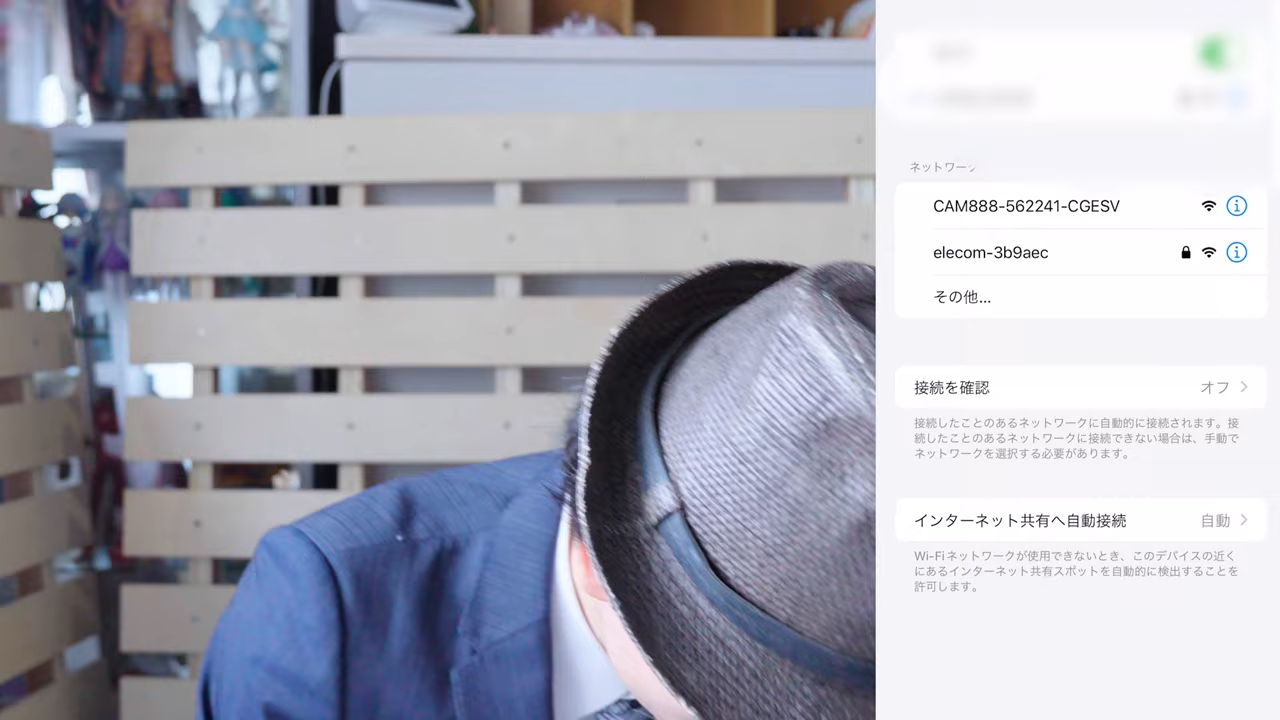 ネットワーク
CAM888-562241-CGESV
elecom-3b9aec
その他...
接続を確認
オフ
接続したことのあるネットワークに自動的に接続されます。接
続したことのあるネットワークに接続できない場合は、手動で
ネットワークを選択する必要があります。
インターネット共有へ自動接続
自動
Wi-Fiネットワークが使用できないとき、このデバイスの近く
にあるインターネット共有スポットを自動的に検出することを
許可します。